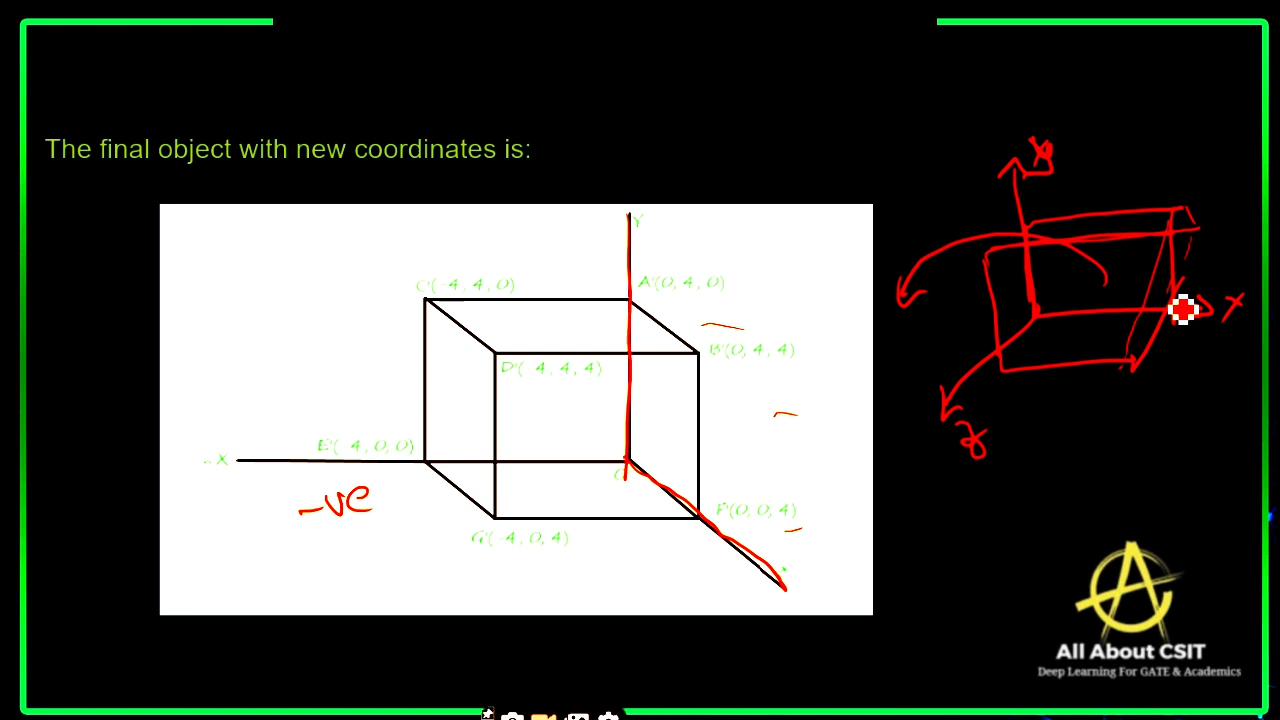 The final object with new coordinates is:
Y
C'(-4, 4, 0)
A'(0, 4, 0)
B'(0, 4, 4)
D'( 4, 4, 4)
E'( 4, 0, 0)
- X
O
-ve
F'(0, 0, 4)
G'(-4, 0, 4)
X
z
All About CSIT
Deep Learning For GATE & Academics